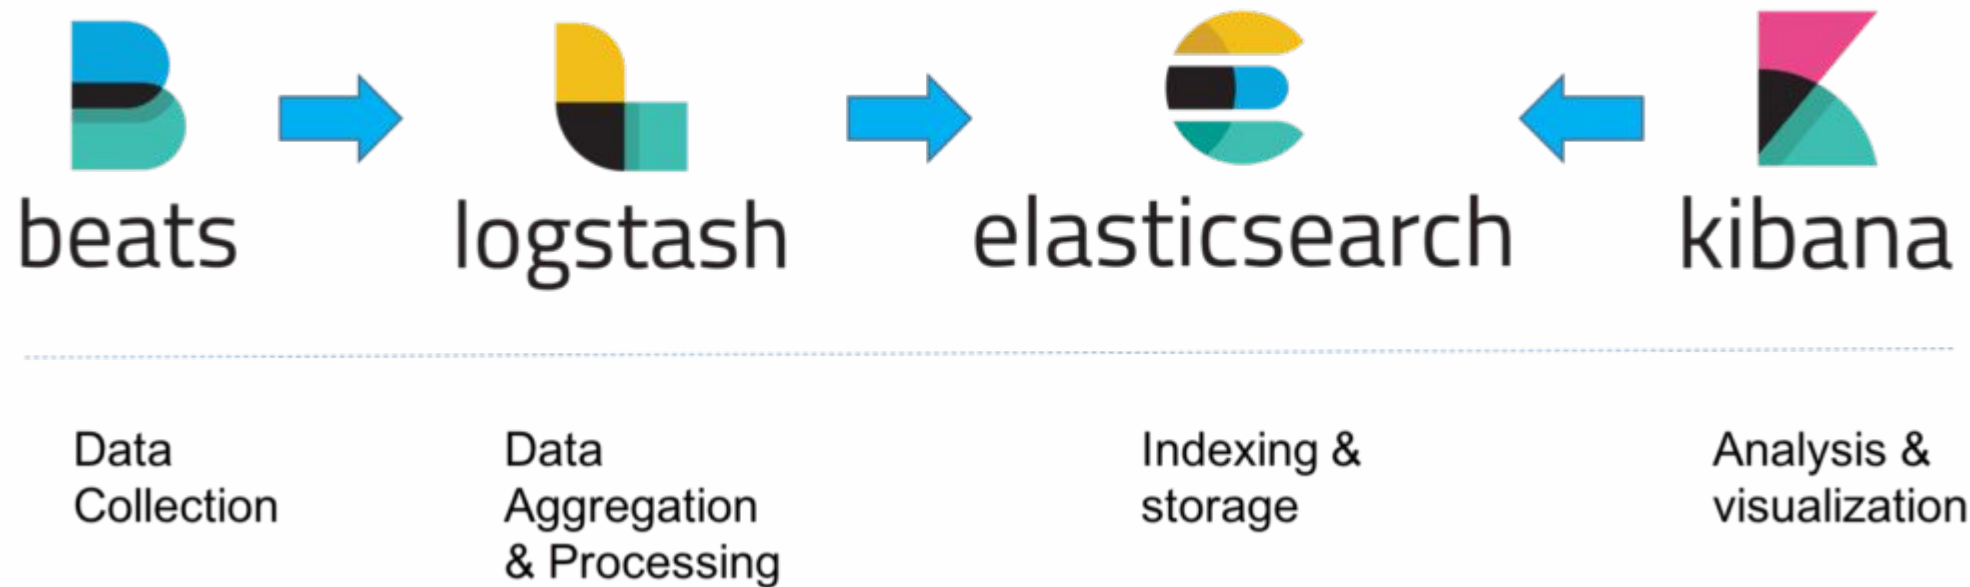 beats
logstash
elasticsearch
kibana
Data
Collection
Data
Aggregation
& Processing
Indexing &
storage
Analysis &
visualization